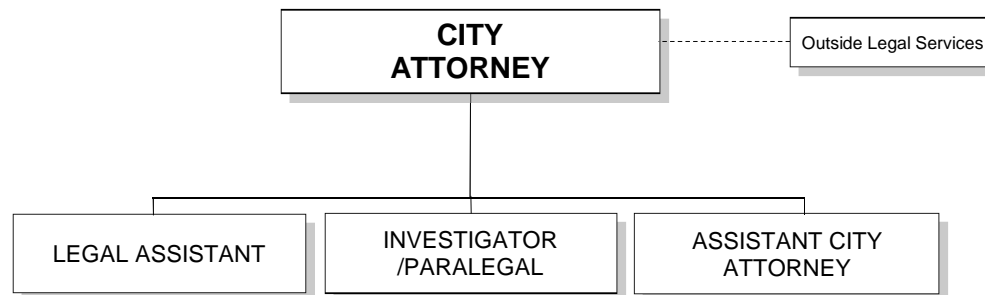 CITY
ATTORNEY
Outside Legal Services
LEGAL ASSISTANT
INVESTIGATOR
/PARALEGAL
ASSISTANT CITY
ATTORNEY